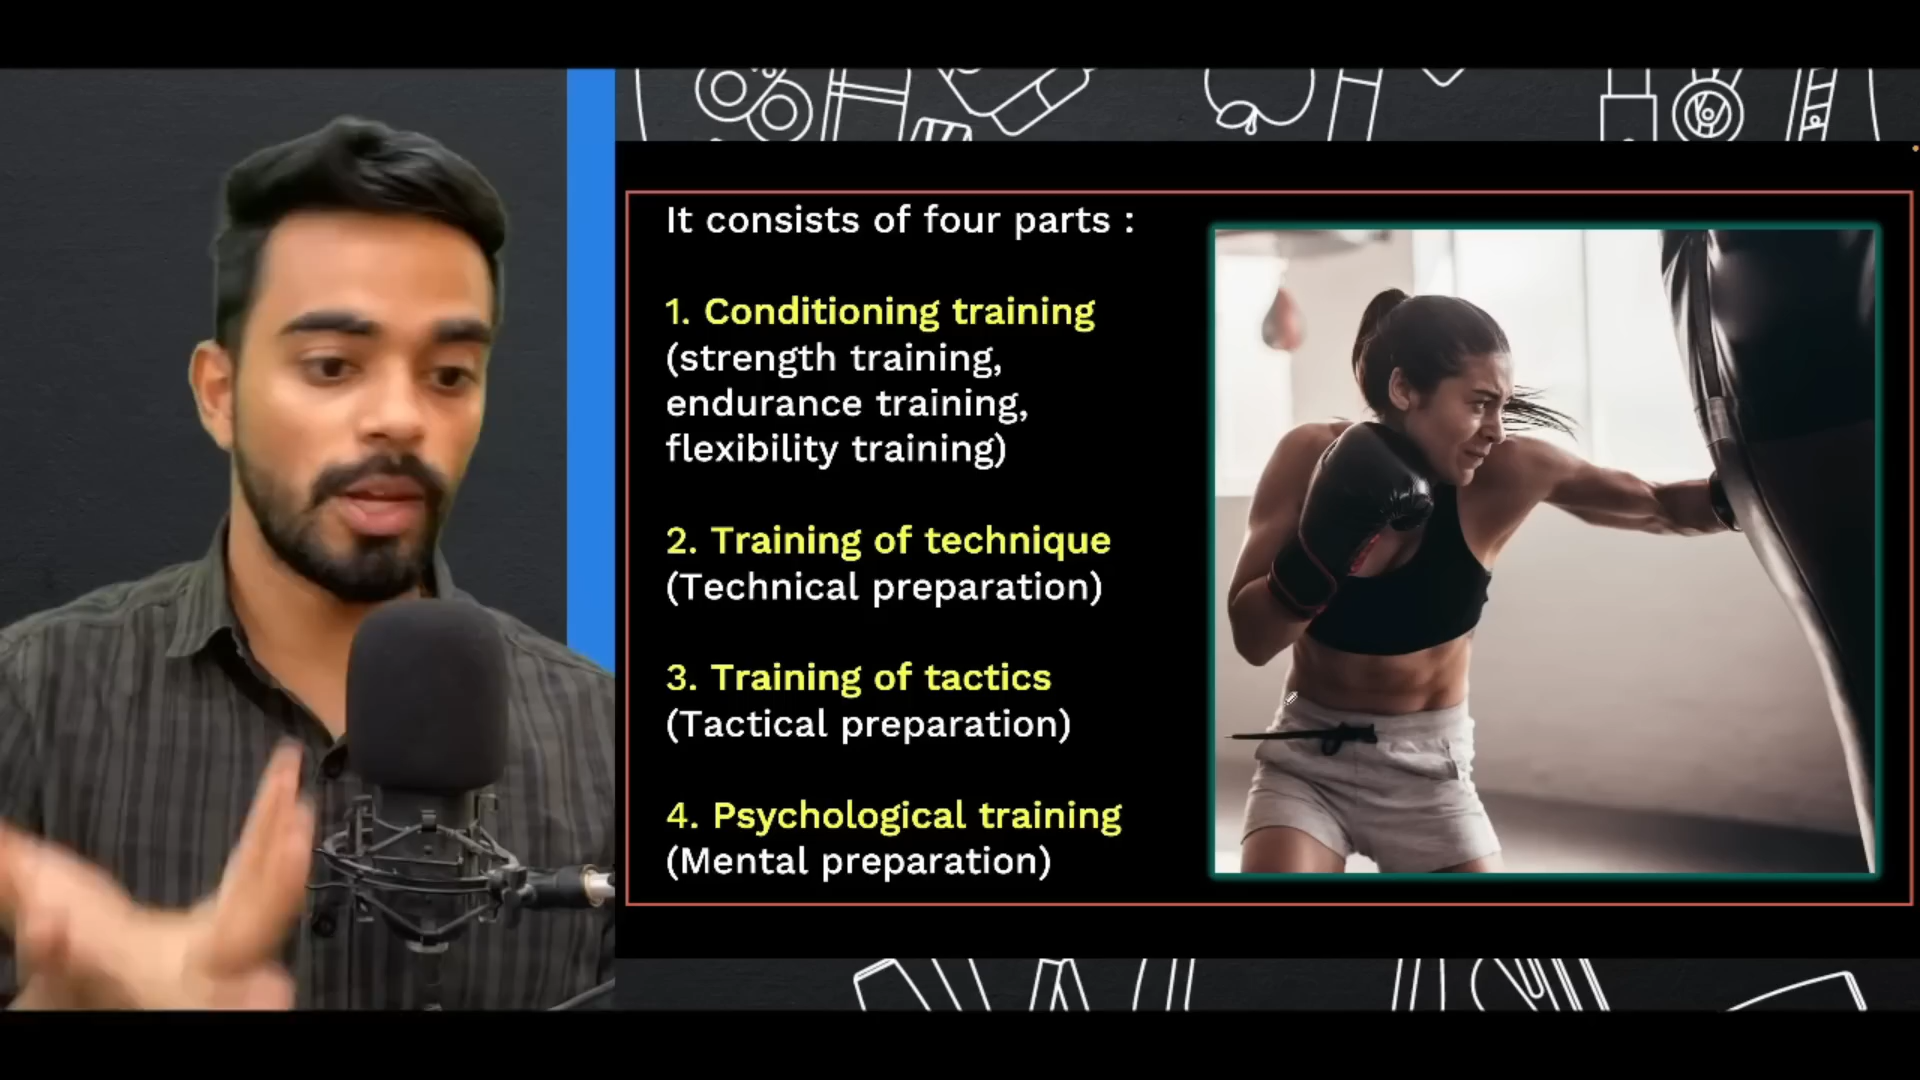 It consists of four parts :
1. Conditioning training
(strength training,
endurance training,
flexibility training)
2. Training of technique
(Technical preparation)
3. Training of tactics
(Tactical preparation)
4. Psychological training
(Mental preparation)